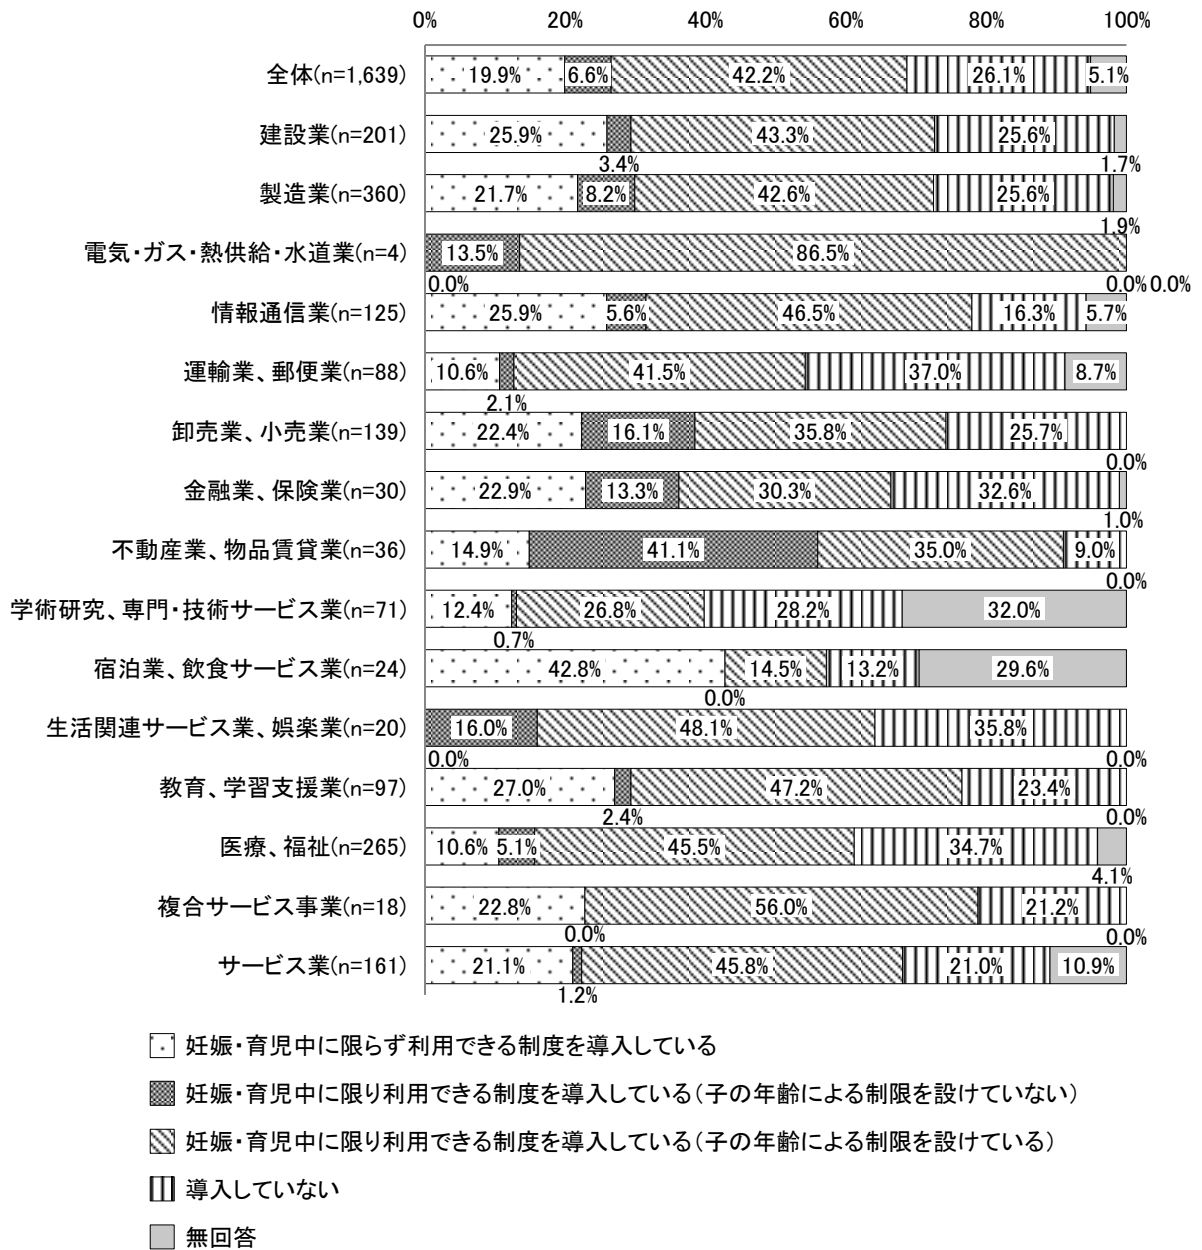 0% 20% 40% 60% 80% 100%
全体(n=1,639) 19.9% 6.6% 42.2% 26.1% 5.1%
建設業(n=201) 25.9% 43.3% 25.6%
3.4% 1.7%
製造業(n=360) 21.7% 8.2% 42.6% 25.6%
1.9%
電気・ガス・熱供給・水道業(n=4) 13.5% 86.5%
0.0% 0.0% 0.0%
情報通信業(n=125) 25.9% 5.6% 46.5% 16.3% 5.7%
運輸業、郵便業(n=88) 10.6% 41.5% 37.0% 8.7%
2.1%
卸売業、小売業(n=139) 22.4% 16.1% 35.8% 25.7%
0.0%
金融業、保険業(n=30) 22.9% 13.3% 30.3% 32.6%
1.0%
不動産業、物品賃貸業(n=36) 14.9% 41.1% 35.0% 9.0%
0.0%
学術研究、専門・技術サービス業(n=71) 12.4% 26.8% 28.2% 32.0%
0.7%
宿泊業、飲食サービス業(n=24) 42.8% 14.5% 13.2% 29.6%
0.0%
生活関連サービス業、娯楽業(n=20) 16.0% 48.1% 35.8%
0.0% 0.0%
教育、学習支援業(n=97) 27.0% 47.2% 23.4%
2.4% 0.0%
医療、福祉(n=265) 10.6% 5.1% 45.5% 34.7%
4.1%
複合サービス事業(n=18) 22.8% 56.0% 21.2%
0.0% 0.0%
サービス業(n=161) 21.1% 45.8% 21.0% 10.9%
1.2%
妊娠・育児中に限らず利用できる制度を導入している
妊娠・育児中に限り利用できる制度を導入している(子の年齢による制限を設けていない)
妊娠・育児中に限り利用できる制度を導入している(子の年齢による制限を設けている)
導入していない
無回答